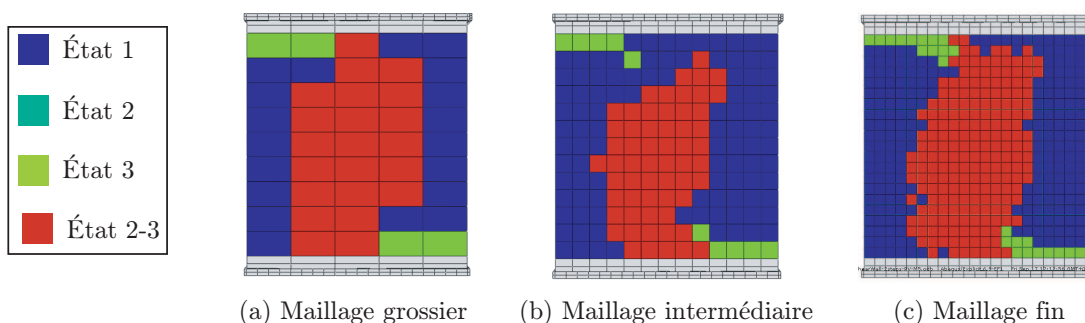 État 1
État 2
État 3
État 2-3
(a) Maillage grossier
(b) Maillage intermédiaire
(c) Maillage fin